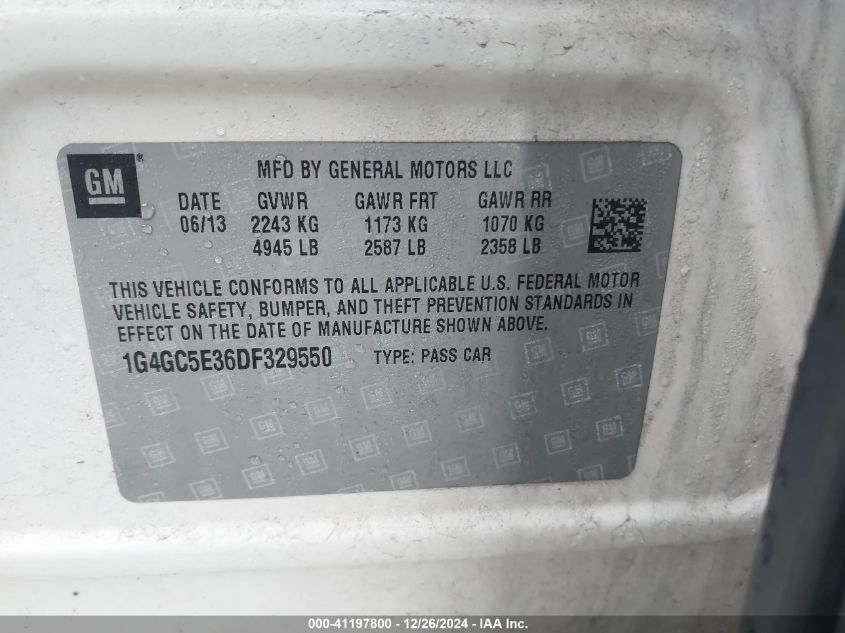 GM
MFD BY GENERAL MOTORS LLC
DATE GVWR GAWR FRT GAWR RR
06/13 2243 KG 1173 KG 1070 KG
4945 LB 2587 LB 2358 LB
THIS VEHICLE CONFORMS TO ALL APPLICABLE U.S. FEDERAL MOTOR
VEHICLE SAFETY, BUMPER, AND THEFT PREVENTION STANDARDS IN
EFFECT ON THE DATE OF MANUFACTURE SHOWN ABOVE.
1G4GC5E36DF329550 TYPE: PASS CAR
000-41197800 - 12/26/2024 - IAA Inc.